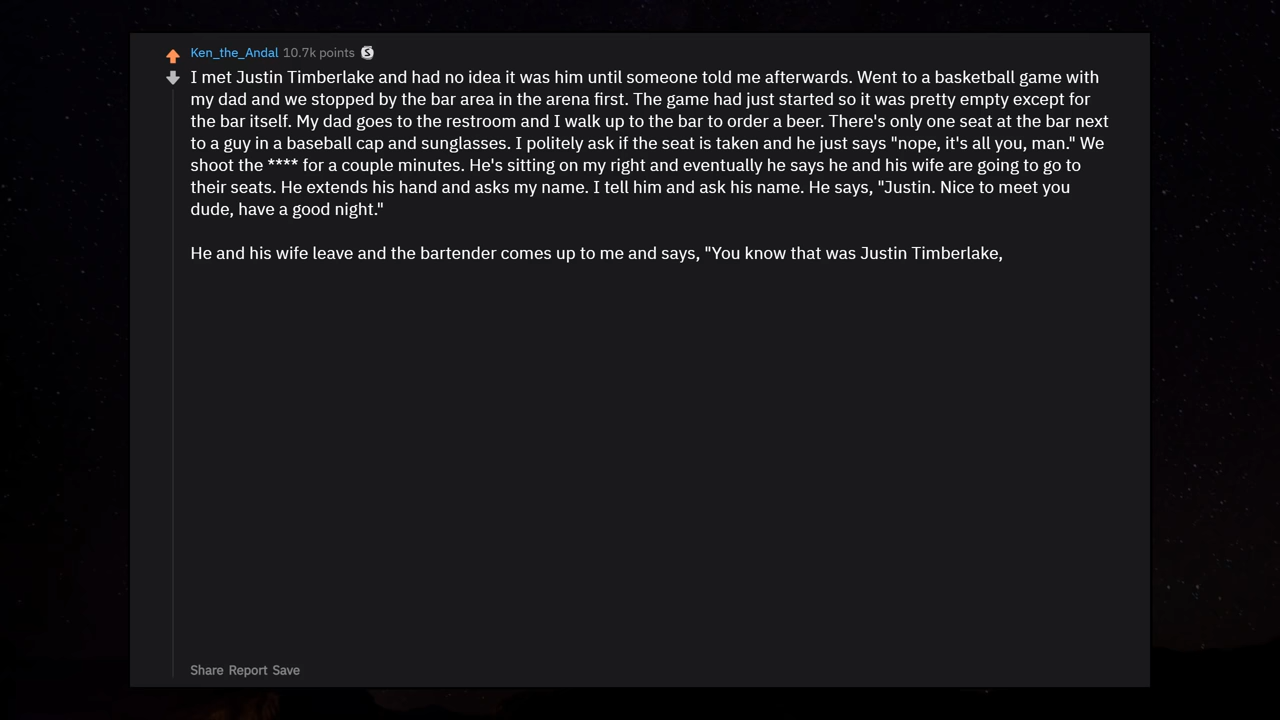 Ken_the_Andal 10.7k points
I met Justin Timberlake and had no idea it was him until someone told me afterwards. Went to a basketball game with
my dad and we stopped by the bar area in the arena first. The game had just started so it was pretty empty except for
the bar itself. My dad goes to the restroom and I walk up to the bar to order a beer. There's only one seat at the bar next
to a guy in a baseball cap and sunglasses. I politely ask if the seat is taken and he just says "nope, it's all you, man." We
shoot the **** for a couple minutes. He's sitting on my right and eventually he says he and his wife are going to go to
their seats. He extends his hand and asks my name. I tell him and ask his name. He says, "Justin. Nice to meet you
dude, have a good night."
He and his wife leave and the bartender comes up to me and says, "You know that was Justin Timberlake,
Share Report Save